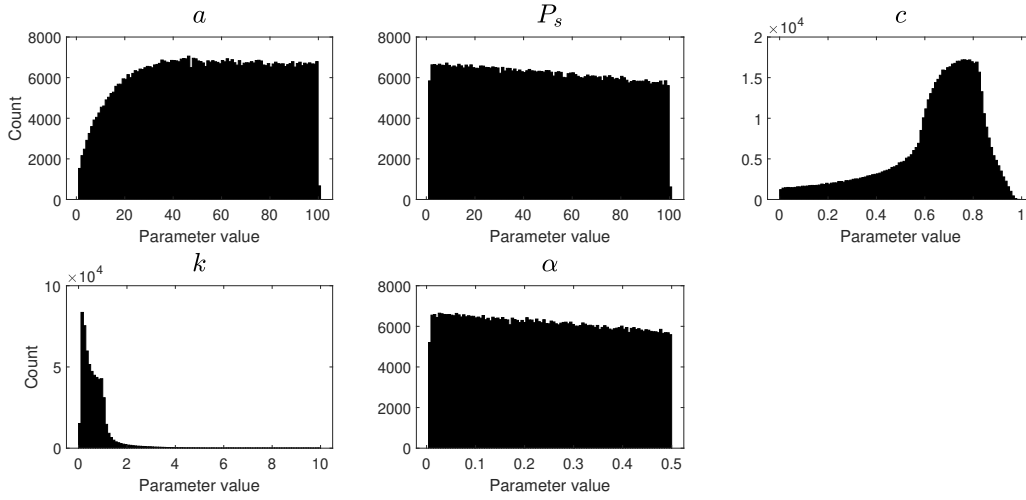 a
8000
6000
4000
2000
0
Count
0 20 40 60 80 100
Parameter value
P_s
8000
6000
4000
2000
0
0 20 40 60 80 100
Parameter value
c
×10^4
2
1.5
1
0.5
0
0 0.2 0.4 0.6 0.8 1
Parameter value
k
×10^4
10
5
0
Count
0 2 4 6 8 10
Parameter value
α
8000
6000
4000
2000
0
0 0.1 0.2 0.3 0.4 0.5
Parameter value